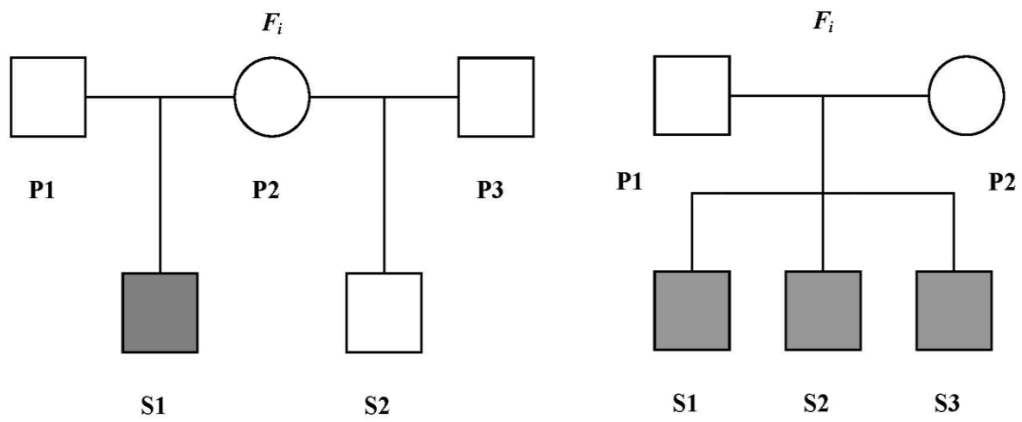 F_i
P1 P2 P3
S1 S2
F_i
P1 P2
S1 S2 S3